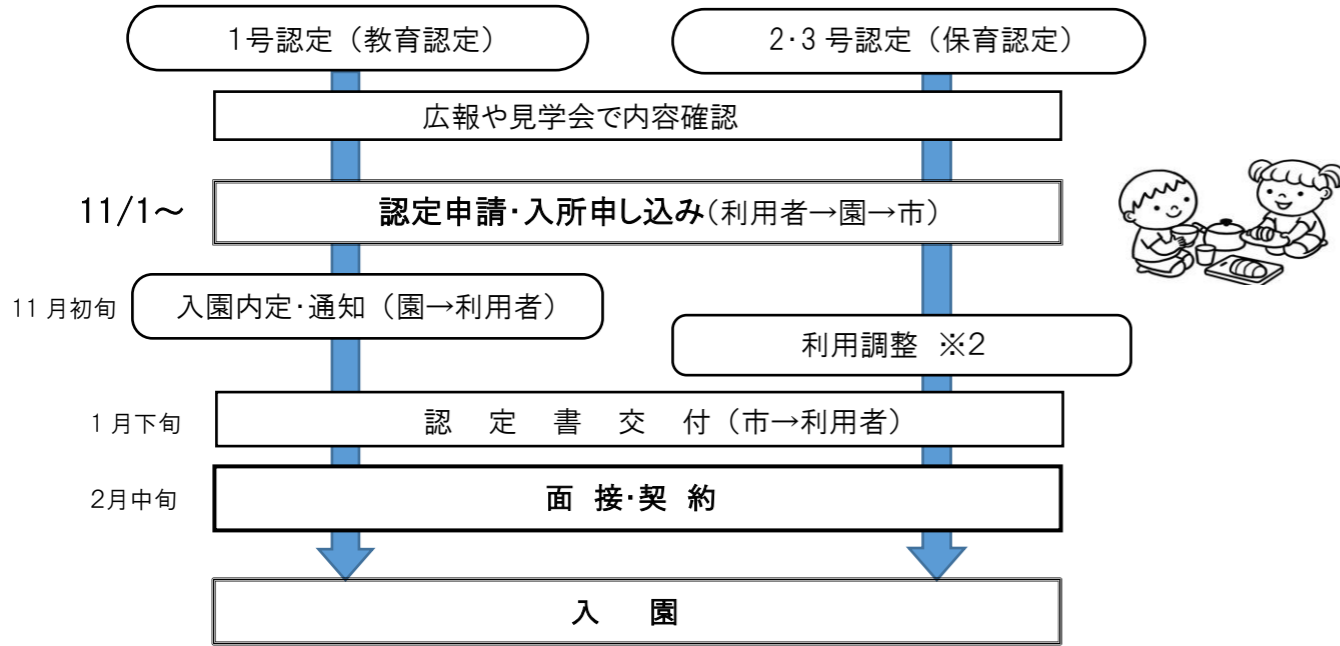 1号認定（教育認定）
2・3 号認定（保育認定）
広報や見学会で内容確認
11/1～
認定申請・入所申し込み（利用者→園→市）
11 月初旬
入園内定・通知（園→利用者）
利用調整 ※2
1 月下旬
認 定 書 交 付（市→利用者）
2月中旬
面 接・契 約
入 園